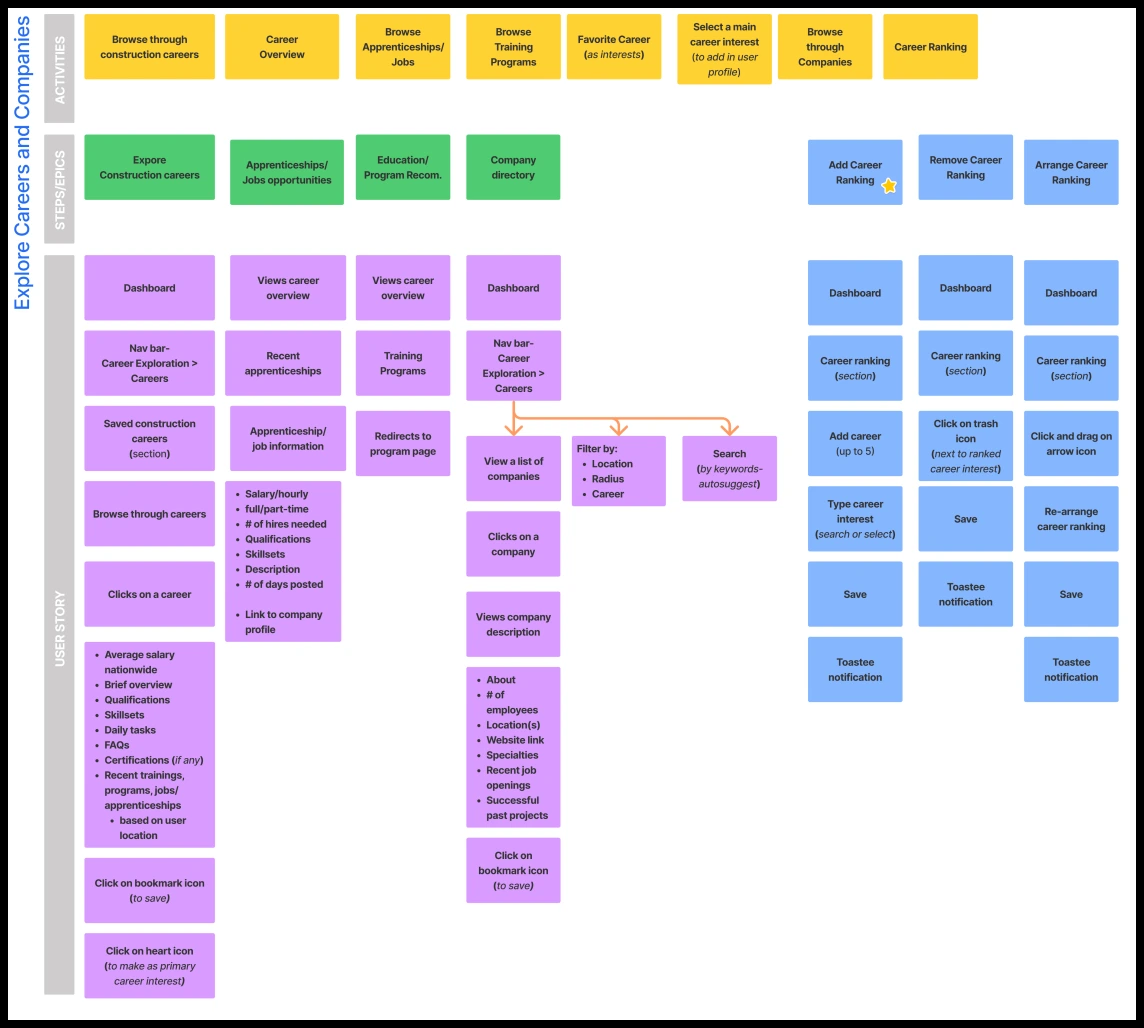 Explore Careers and Companies
ACTIVITIES
Browse through
construction careers
Career
Overview
Browse
Apprenticeships/
Jobs
Browse
Training
Programs
Favorite Career
(as interests)
Select a main
career interest
(to add in user
profile)
Browse
through
Companies
Career Ranking
STEPS/EPICS
Expore
Construction careers
Apprenticeships/
Jobs opportunities
Education/
Program Recom.
Company
directory
Add Career
Ranking
Remove Career
Ranking
Arrange Career
Ranking
USER STORY
Dashboard
Nav bar-
Career Exploration >
Careers
Saved construction
careers
(section)
Browse through careers
Clicks on a career
• Average salary
nationwide
• Brief overview
• Qualifications
• Skillsets
• Daily tasks
• FAQs
• Certifications (if any)
• Recent trainings,
programs, jobs/
apprenticeships
• based on user
location
Click on bookmark icon
(to save)
Click on heart icon
(to make as primary
career interest)
Views career
overview
Recent
apprenticeships
Apprenticeship/
job information
• Salary/hourly
• full/part-time
• # of hires needed
• Qualifications
• Skillsets
• Description
• # of days posted
• Link to company
profile
Views career
overview
Training
Programs
Redirects to
program page
Dashboard
Nav bar-
Career
Exploration >
Careers
View a list of
companies
Clicks on a
company
Views company
description
• About
• # of
employees
• Location(s)
• Website link
• Specialties
• Recent job
openings
• Successful
past projects
Click on
bookmark icon
(to save)
Filter by:
• Location
• Radius
• Career
Search
(by keywords-
autosuggest)
Dashboard
Career ranking
(section)
Add career
(up to 5)
Type career
interest
(search or select)
Save
Toastee
notification
Dashboard
Career ranking
(section)
Click on trash
icon
(next to ranked
career interest)
Save
Toastee
notification
Dashboard
Career ranking
(section)
Click and drag on
arrow icon
Re-arrange
career ranking
Save
Toastee
notification